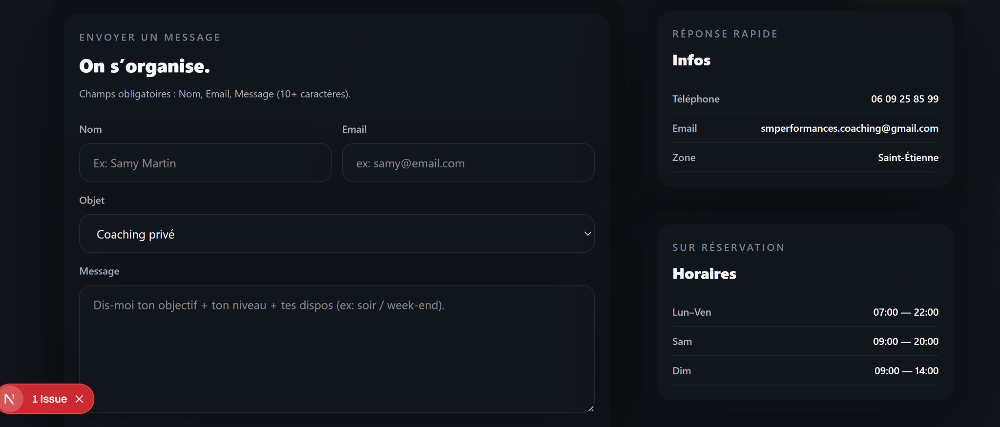 ENVOYER UN MESSAGE
On s’organise.
Champs obligatoires : Nom, Email, Message (10+ caractères).
Nom
Email
Ex: Samy Martin
ex: samy@email.com
Objet
Coaching privé
Message
Dis-moi ton objectif + ton niveau + tes dispos (ex: soir / week-end).
N 1 Issue
RÉPONSE RAPIDE
Infos
Téléphone 06 09 25 85 99
Email smperformances.coaching@gmail.com
Zone Saint-Étienne
SUR RÉSERVATION
Horaires
Lun–Ven 07:00 — 22:00
Sam 09:00 — 20:00
Dim 09:00 — 14:00